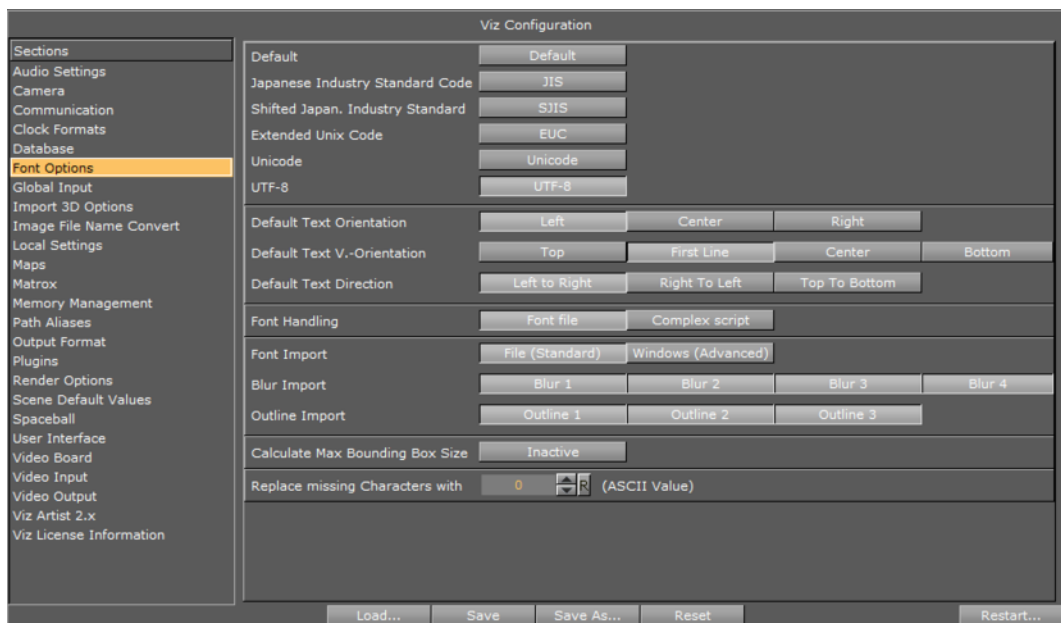 Viz Configuration
Sections
Audio Settings
Camera
Communication
Clock Formats
Database
Font Options
Global Input
Import 3D Options
Image File Name Convert
Local Settings
Maps
Matrox
Memory Management
Path Aliases
Output Format
Plugins
Render Options
Scene Default Values
Spaceball
User Interface
Video Board
Video Input
Video Output
Viz Artist 2.x
Viz License Information
Default Default
Japanese Industry Standard Code JIS
Shifted Japan. Industry Standard SJIS
Extended Unix Code EUC
Unicode Unicode
UTF-8 UTF-8
Default Text Orientation Left Center Right
Default Text V.-Orientation Top First Line Center Bottom
Default Text Direction Left to Right Right To Left Top To Bottom
Font Handling Font file Complex script
Font Import File (Standard) Windows (Advanced)
Blur Import Blur 1 Blur 2 Blur 3 Blur 4
Outline Import Outline 1 Outline 2 Outline 3
Calculate Max Bounding Box Size Inactive
Replace missing Characters with 0 R (ASCII Value)
Load... Save Save As... Reset Restart...